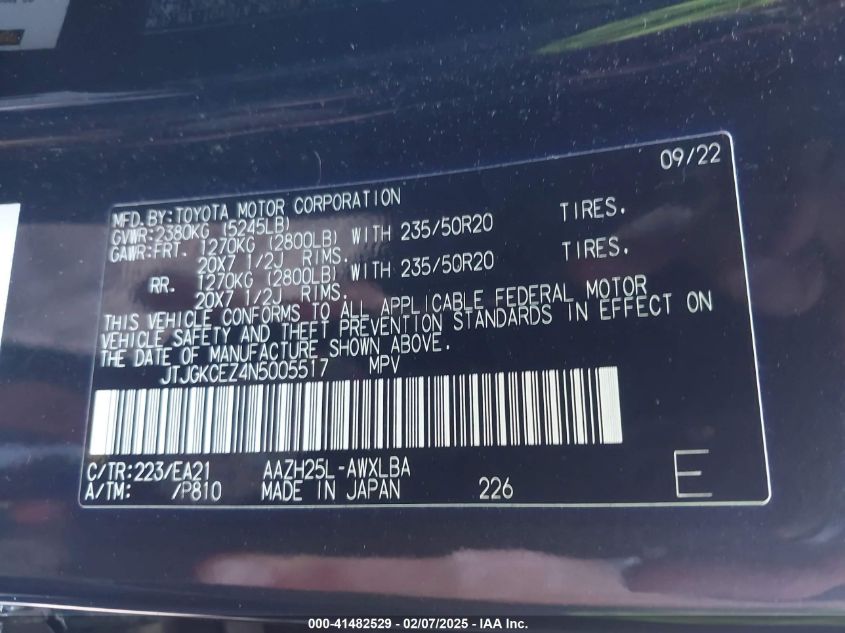 09/22
MFD. BY: TOYOTA MOTOR CORPORATION
GVWR: 2380KG (5245LB)
GAWR: FRT. 1270KG (2800LB) WITH 235/50R20 TIRES.
20X7 1/2J RIMS.
RR. 1270KG (2800LB) WITH 235/50R20 TIRES.
20X7 1/2J RIMS.
THIS VEHICLE CONFORMS TO ALL APPLICABLE FEDERAL MOTOR
VEHICLE SAFETY AND THEFT PREVENTION STANDARDS IN EFFECT ON
THE DATE OF MANUFACTURE SHOWN ABOVE.
JTJGKCEZ4N5005517 MPV
C/TR: 223/EA21 AAZH25L-AWXLBA
A/TM: /P810 MADE IN JAPAN 226 E
000-41482529 - 02/07/2025 - IAA Inc.